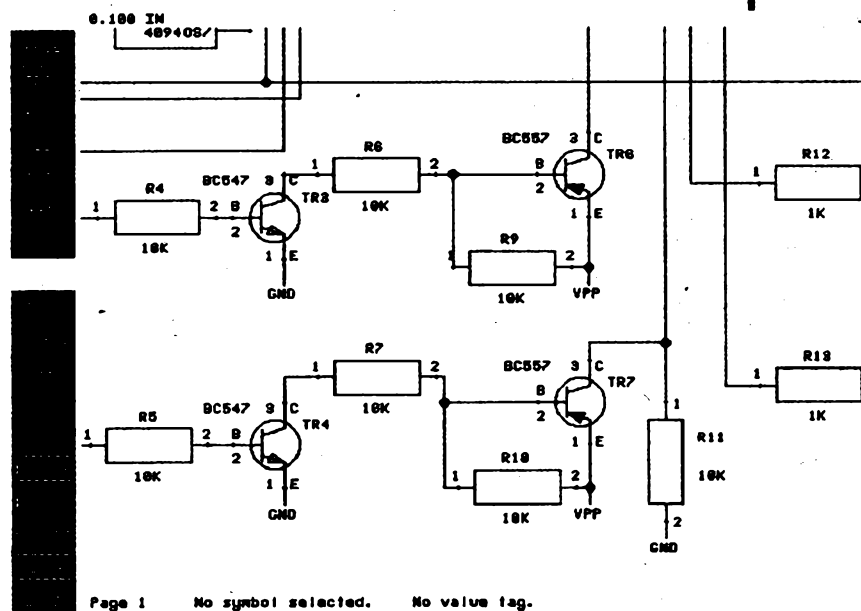 0.100 IN
4094OS/
R6
BC557
3 C
TR6
R12
1
2
B
2
1
1K
BC547
3 C
TR3
10K
R4
1
2 B
2
10K
1 E
GND
1 E
R9
1
2
10K
VPP
R7
BC557
3 C
TR7
R13
1
2
B
2
1
1K
BC547
3 C
TR4
10K
R5
1
2 B
2
10K
1 E
GND
1 E
R10
1
2
10K
VPP
1
R11
10K
2
GND
Page 1 No symbol selected. No value tag.